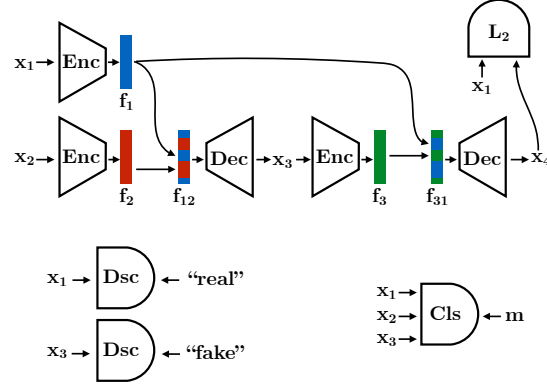 L2
x1 Enc
x1
f1
x2 Enc Dec x3 Enc Dec x4
f2 f12 f3 f31
x1 Dsc “real”
x1
Cls
x2 m
x3
x3 Dsc “fake”